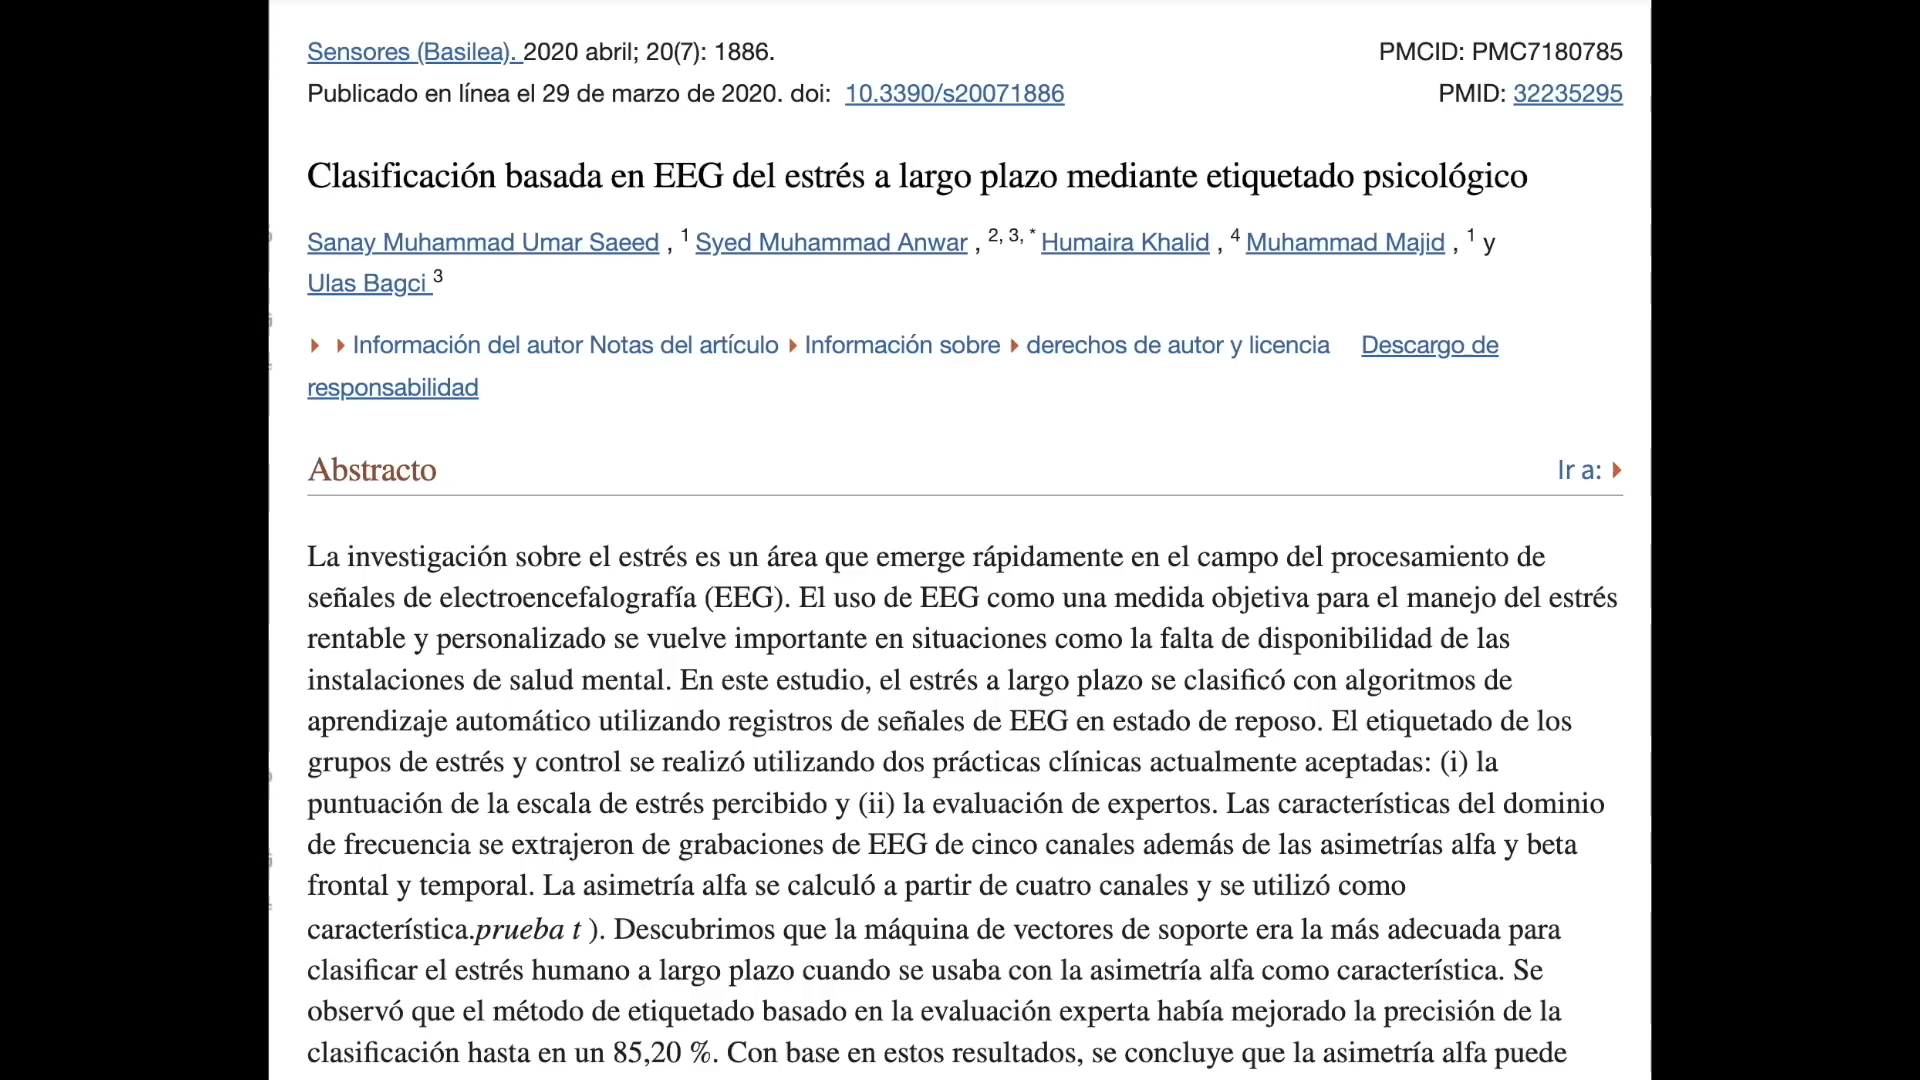 Sensores (Basilea). 2020 abril; 20(7): 1886.
PMCID: PMC7180785
Publicado en línea el 29 de marzo de 2020. doi: 10.3390/s20071886
PMID: 32235295
Clasificación basada en EEG del estrés a largo plazo mediante etiquetado psicológico
Sanay Muhammad Umar Saeed , 1 Syed Muhammad Anwar , 2, 3, * Humaira Khalid , 4 Muhammad Majid , 1 y
Ulas Bagci 3
Información del autor Notas del artículo Información sobre derechos de autor y licencia Descargo de
responsabilidad
Abstracto
Ir a:
La investigación sobre el estrés es un área que emerge rápidamente en el campo del procesamiento de
señales de electroencefalografía (EEG). El uso de EEG como una medida objetiva para el manejo del estrés
rentable y personalizado se vuelve importante en situaciones como la falta de disponibilidad de las
instalaciones de salud mental. En este estudio, el estrés a largo plazo se clasificó con algoritmos de
aprendizaje automático utilizando registros de señales de EEG en estado de reposo. El etiquetado de los
grupos de estrés y control se realizó utilizando dos prácticas clínicas actualmente aceptadas: (i) la
puntuación de la escala de estrés percibido y (ii) la evaluación de expertos. Las características del dominio
de frecuencia se extrajeron de grabaciones de EEG de cinco canales además de las asimetrías alfa y beta
frontal y temporal. La asimetría alfa se calculó a partir de cuatro canales y se utilizó como
característica.prueba t ). Descubrimos que la máquina de vectores de soporte era la más adecuada para
clasificar el estrés humano a largo plazo cuando se usaba con la asimetría alfa como característica. Se
observó que el método de etiquetado basado en la evaluación experta había mejorado la precisión de la
clasificación hasta en un 85,20 %. Con base en estos resultados, se concluye que la asimetría alfa puede